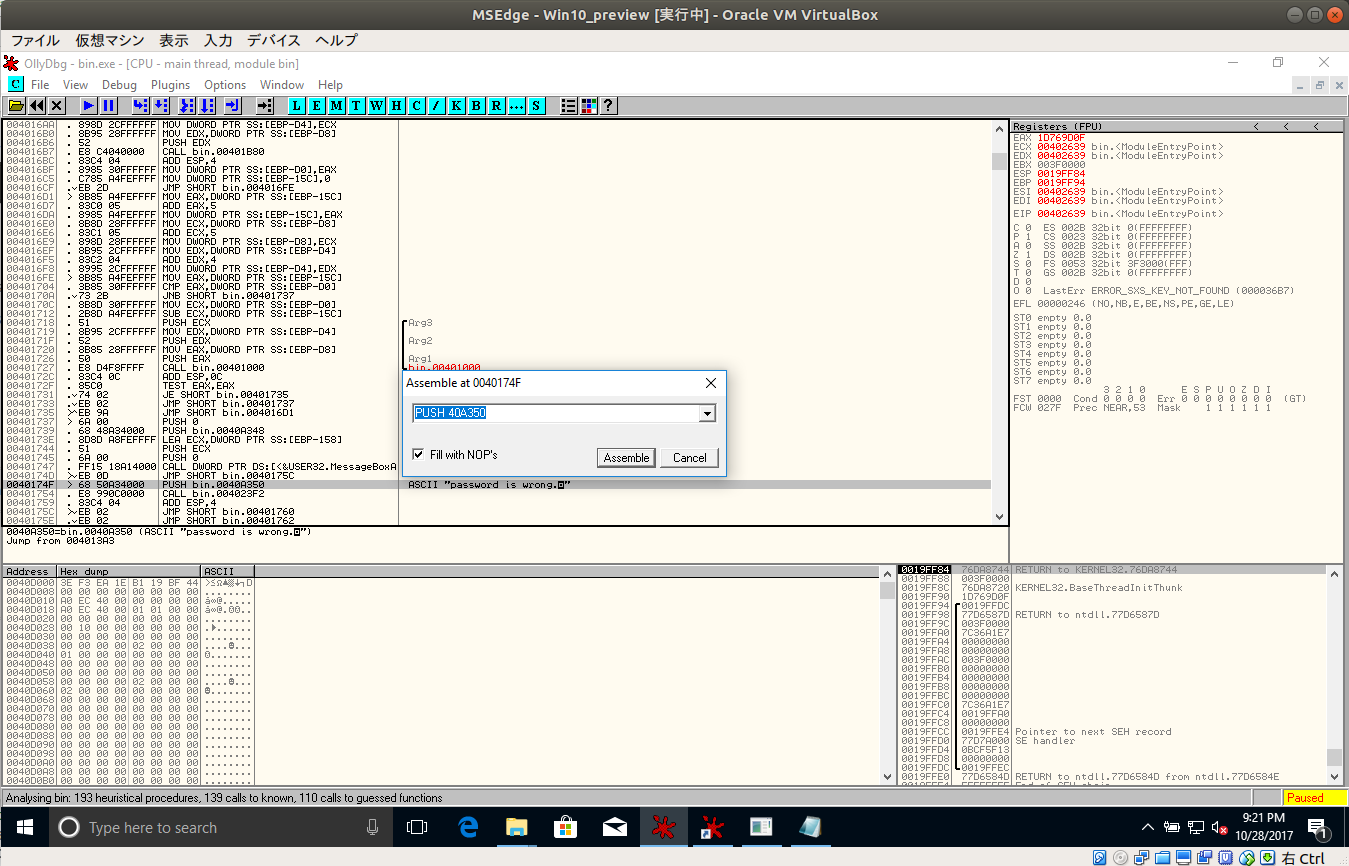 MSEdge - Win10_preview [実行中] - Oracle VM VirtualBox
ファイル 仮想マシン 表示 入力 デバイス ヘルプ
OllyDbg - bin.exe - [CPU - main thread, module bin]
C File View Debug Plugins Options Window Help
L E M T W H C / K B R ... S ?
004016AA . 898D 2CFFFFFF MOV DWORD PTR SS:[EBP-D4],ECX
004016B0 . 8B95 28FFFFFF MOV EDX,DWORD PTR SS:[EBP-D8]
004016B6 . 52 PUSH EDX
004016B7 . E8 C4040000 CALL bin.00401B80
004016BC . 83C4 04 ADD ESP,4
004016BF . 8985 30FFFFFF MOV DWORD PTR SS:[EBP-D0],EAX
004016C5 . C785 A4FEFFFF MOV DWORD PTR SS:[EBP-15C],0
004016CF .vEB 2D JMP SHORT bin.004016FE
004016D1 > 8B85 A4FEFFFF MOV EAX,DWORD PTR SS:[EBP-15C]
004016D7 . 83C0 05 ADD EAX,5
004016DA . 8985 A4FEFFFF MOV DWORD PTR SS:[EBP-15C],EAX
004016E0 . 8B8D 28FFFFFF MOV ECX,DWORD PTR SS:[EBP-D8]
004016E6 . 83C1 05 ADD ECX,5
004016E9 . 898D 28FFFFFF MOV DWORD PTR SS:[EBP-D8],ECX
004016EF . 8B95 2CFFFFFF MOV EDX,DWORD PTR SS:[EBP-D4]
004016F5 . 83C2 04 ADD EDX,4
004016F8 . 8995 2CFFFFFF MOV DWORD PTR SS:[EBP-D4],EDX
004016FE > 8B85 A4FEFFFF MOV EAX,DWORD PTR SS:[EBP-15C]
00401704 . 3B85 30FFFFFF CMP EAX,DWORD PTR SS:[EBP-D0]
0040170A .v73 2B JNB SHORT bin.00401737
0040170C . 8B8D 30FFFFFF MOV ECX,DWORD PTR SS:[EBP-D0]
00401712 . 2B8D A4FEFFFF SUB ECX,DWORD PTR SS:[EBP-15C]
00401718 . 51 PUSH ECX Arg3
00401719 . 8B95 2CFFFFFF MOV EDX,DWORD PTR SS:[EBP-D4]
0040171F . 52 PUSH EDX Arg2
00401720 . 8B85 28FFFFFF MOV EAX,DWORD PTR SS:[EBP-D8]
00401726 . 50 PUSH EAX Arg1
00401727 . E8 D4F8FFFF CALL bin.00401000 bin.00401000
0040172C . 83C4 0C ADD ESP,0C
0040172F . 85C0 TEST EAX,EAX
00401731 .v74 02 JE SHORT bin.00401735
00401733 .vEB 02 JMP SHORT bin.00401737
00401735 >^EB 9A JMP SHORT bin.004016D1
00401737 > 6A 00 PUSH 0
00401739 . 68 48A34000 PUSH bin.0040A348
0040173E . 8D8D A8FEFFFF LEA ECX,DWORD PTR SS:[EBP-158]
00401744 . 51 PUSH ECX
00401745 . 6A 00 PUSH 0
00401747 . FF15 18A14000 CALL DWORD PTR DS:[<&USER32.MessageBoxA
0040174D .vEB 0D JMP SHORT bin.0040175C
0040174F > 68 50A34000 PUSH bin.0040A350 ASCII "password is wrong.◘"
00401754 . E8 990C0000 CALL bin.004023F2
00401759 . 83C4 04 ADD ESP,4
0040175C >vEB 02 JMP SHORT bin.00401760
0040175E .vEB 02 JMP SHORT bin.00401762
Assemble at 0040174F
PUSH 40A350
Fill with NOP's
Assemble Cancel
0040A350=bin.0040A350 (ASCII "password is wrong.◘")
Jump from 004013A3
Registers (FPU) < < <
EAX 1D769D0F
ECX 00402639 bin.<ModuleEntryPoint>
EDX 00402639 bin.<ModuleEntryPoint>
EBX 003F0000
ESP 0019FF84
EBP 0019FF94
ESI 00402639 bin.<ModuleEntryPoint>
EDI 00402639 bin.<ModuleEntryPoint>
EIP 00402639 bin.<ModuleEntryPoint>
C 0 ES 002B 32bit 0(FFFFFFFF)
P 1 CS 0023 32bit 0(FFFFFFFF)
A 0 SS 002B 32bit 0(FFFFFFFF)
Z 1 DS 002B 32bit 0(FFFFFFFF)
S 0 FS 0053 32bit 3F3000(FFF)
T 0 GS 002B 32bit 0(FFFFFFFF)
D 0
O 0 LastErr ERROR_SXS_KEY_NOT_FOUND (000036B7)
EFL 00000246 (NO,NB,E,BE,NS,PE,GE,LE)
ST0 empty 0.0
ST1 empty 0.0
ST2 empty 0.0
ST3 empty 0.0
ST4 empty 0.0
ST5 empty 0.0
ST6 empty 0.0
ST7 empty 0.0
3 2 1 0 E S P U O Z D I
FST 0000 Cond 0 0 0 0 Err 0 0 0 0 0 0 0 0 (GT)
FCW 027F Prec NEAR,53 Mask 1 1 1 1 1 1
Address Hex dump ASCII
0040D000 3E F3 EA 1E B1 19 BF 44
0040D008 00 00 00 00 00 00 00 00 ........
0040D010 A0 EC 40 00 00 00 00 00
0040D018 A0 EC 40 00 01 01 00 00
0040D020 00 00 00 00 00 00 00 00 ........
0040D028 00 10 00 00 00 00 00 00
0040D030 00 00 00 00 00 00 00 00 ........
0040D038 00 00 00 00 02 00 00 00
0040D040 01 00 00 00 00 00 00 00
0040D048 00 00 00 00 00 00 00 00 ........
0040D050 00 00 00 00 00 00 00 00 ........
0040D058 00 00 00 00 02 00 00 00
0040D060 02 00 00 00 00 00 00 00
0040D068 00 00 00 00 00 00 00 00 ........
0040D070 00 00 00 00 00 00 00 00 ........
0040D078 00 00 00 00 00 00 00 00 ........
0040D080 00 00 00 00 00 00 00 00 ........
0040D088 00 00 00 00 00 00 00 00 ........
0040D090 00 00 00 00 00 00 00 00 ........
0040D098 00 00 00 00 00 00 00 00 ........
0040D0A0 00 00 00 00 00 00 00 00 ........
0040D0A8 00 00 00 00 00 00 00 00 ........
0040D0B0 00 00 00 00 00 00 00 00 ........
0019FF84 76DA8744 RETURN to KERNEL32.76DA8744
0019FF88 003F0000
0019FF8C 76DA8720 KERNEL32.BaseThreadInitThunk
0019FF90 1D769D0F
0019FF94 0019FFDC
0019FF98 77D6587D RETURN to ntdll.77D6587D
0019FF9C 003F0000
0019FFA0 7C36A1E7
0019FFA4 00000000
0019FFA8 00000000
0019FFAC 003F0000
0019FFB0 00000000
0019FFB4 00000000
0019FFB8 00000000
0019FFBC 00000000
0019FFC0 7C36A1E7
0019FFC4 0019FFA0
0019FFC8 00000000
0019FFCC 0019FFE4 Pointer to next SEH record
0019FFD0 77D7A000 SE handler
0019FFD4 0BCF5F13
0019FFD8 00000000
0019FFDC 0019FFEC
0019FFE0 77D6584D RETURN to ntdll.77D6584D from ntdll.77D6584E
0019FFE4 FFFFFFFF End of SEH chain
Analysing bin: 193 heuristical procedures, 139 calls to known, 110 calls to guessed functions
Paused
Type here to search
9:21 PM
10/28/2017
1
右 Ctrl